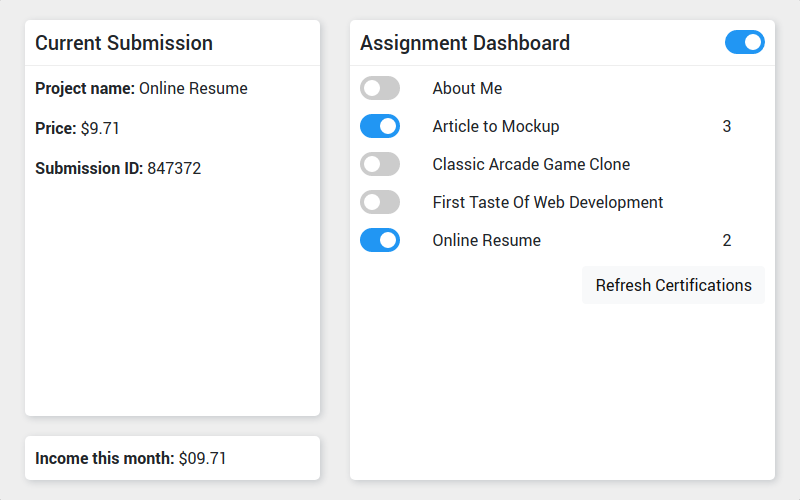 Current Submission
Project name: Online Resume
Price: $9.71
Submission ID: 847372
Income this month: $09.71
Assignment Dashboard
About Me
Article to Mockup 3
Classic Arcade Game Clone
First Taste Of Web Development
Online Resume 2
Refresh Certifications